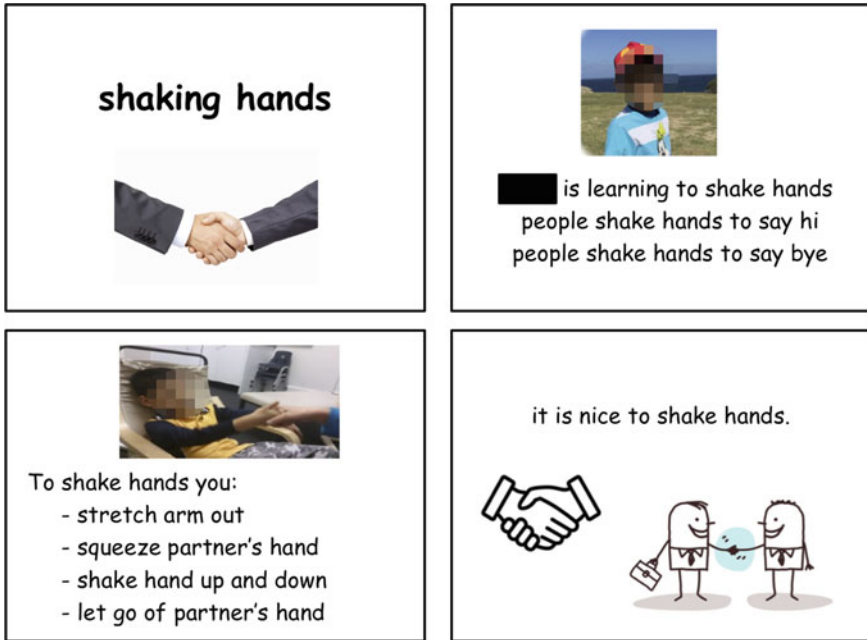 shaking hands
is learning to shake hands
people shake hands to say hi
people shake hands to say bye
To shake hands you:
- stretch arm out
- squeeze partner's hand
- shake hand up and down
- let go of partner's hand
it is nice to shake hands.